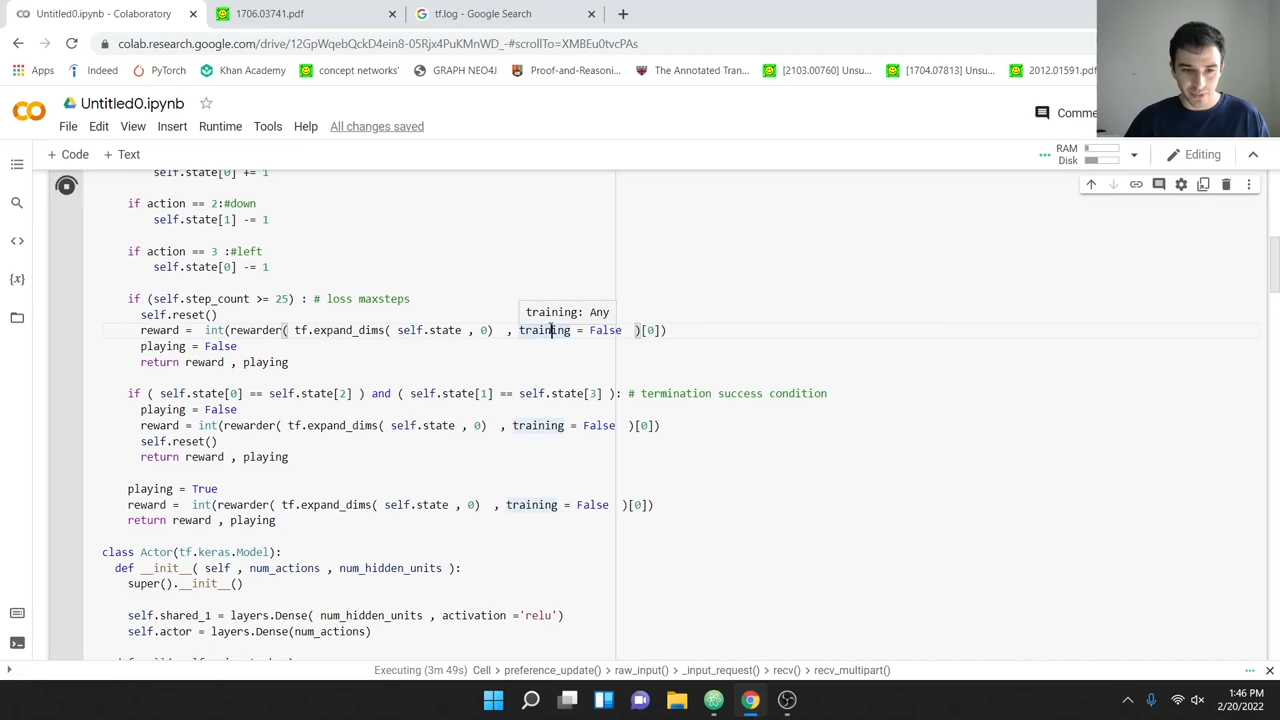 Untitled0.ipynb - Colaboratory
1706.03741.pdf
tf.log - Google Search
colab.research.google.com/drive/12GpWqebQckD4ein8-05Rjx4PuKMnWD_-#scrollTo=XMBEu0tvcPAs
Apps
Indeed
PyTorch
Khan Academy
concept networks
GRAPH NEO4J
Proof-and-Reasoni...
The Annotated Tran...
[2103.00760] Unsu...
[1704.07813] Unsu...
2012.01591.pdf
Untitled0.ipynb
File Edit View Insert Runtime Tools Help All changes saved
Comme
+ Code + Text
RAM
Disk
Editing
self.state[0] += 1
if action == 2:#down
self.state[1] -= 1
if action == 3 :#left
self.state[0] -= 1
if (self.step_count >= 25) : # loss maxsteps
self.reset()
training: Any
reward =  int(rewarder( tf.expand_dims( self.state , 0)  , training = False  )[0])
playing = False
return reward , playing
if ( self.state[0] == self.state[2] ) and ( self.state[1] == self.state[3] ): # termination success condition
playing = False
reward = int(rewarder( tf.expand_dims( self.state , 0)  , training = False  )[0])
self.reset()
return reward , playing
playing = True
reward =  int(rewarder( tf.expand_dims( self.state , 0)  , training = False  )[0])
return reward , playing
class Actor(tf.keras.Model):
def __init__( self , num_actions , num_hidden_units ):
super().__init__()
self.shared_1 = layers.Dense( num_hidden_units , activation ='relu')
self.actor = layers.Dense(num_actions)
Executing (3m 49s) Cell > preference_update() > raw_input() > _input_request() > recv() > recv_multipart()
1:46 PM
2/20/2022